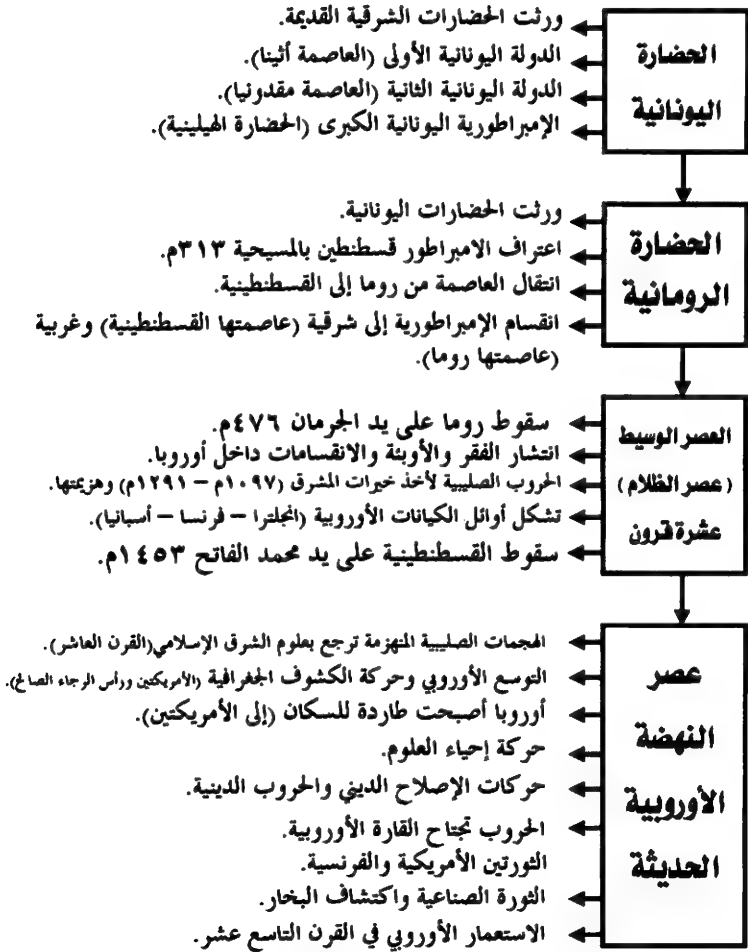 الحضارة
اليونانية
ورثت الحضارات الشرقية القديمة.
الدولة اليونانية الأولى (العاصمة أثينا).
الدولة اليونانية الثانية (العاصمة مقدونيا).
الإمبراطورية اليونانية الكبرى (الحضارة الهيلينية).
الحضارة
الرومانية
ورثت الحضارات اليونانية.
اعتراف الامبراطور قسطنطين بالمسيحية ٣١٣م.
انتقال العاصمة من روما إلى القسطنطينية.
انقسام الإمبراطورية إلى شرقية (عاصمتها القسطنطينية) وغربية
(عاصمتها روما).
العصر الوسيط
(عصر الظلام)
عشرة قرون
سقوط روما على يد الجرمان ٤٧٦م.
انتشار الفقر والأوبئة والانقسامات داخل أوروبا.
الحروب الصليبية لأخذ خيرات المشرق (١٠٩٧م – ١٢٩١م) وهزيمتها.
تشكل أوائل الكيانات الأوروبية (انجلترا – فرنسا – أسبانيا).
سقوط القسطنطينية على يد محمد الفاتح ١٤٥٣م.
عصر
النهضة
الأوروبية
الحديثة
الهجمات الصليبية المنهزمة ترجع بعلوم الشرق الإسلامي(القرن العاشر).
التوسع الأوروبي وحركة الكشوف الجغرافية (الأمريكتين ورأس الرجاء الصالح).
أوروبا أصبحت طاردة للسكان (إلى الأمريكتين).
حركة إحياء العلوم.
حركات الإصلاح الديني والحروب الدينية.
الحروب تجتاح القارة الأوروبية.
الثورتين الأمريكية والفرنسية.
الثورة الصناعية واكتشاف البخار.
الاستعمار الأوروبي في القرن التاسع عشر.